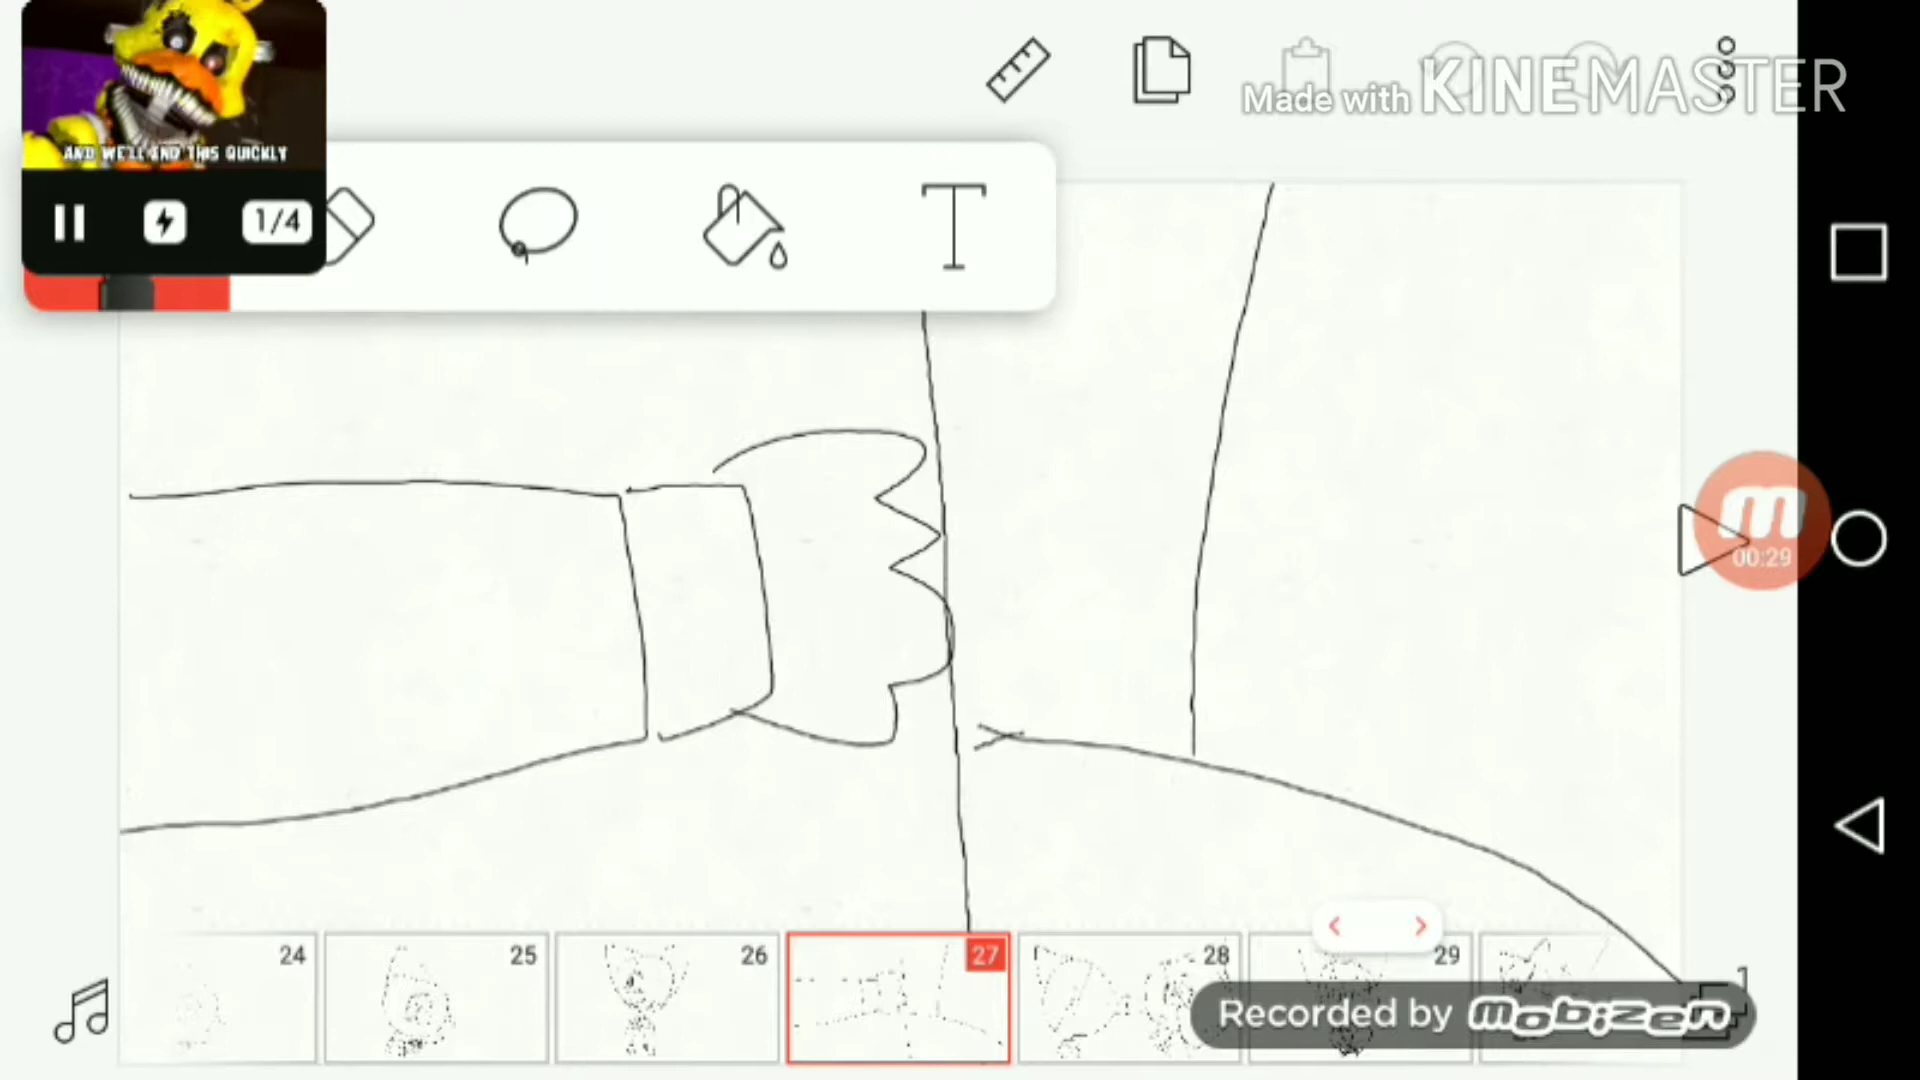 Made with KINEMASTER
AND WE'LL END THIS QUICKLY
1/4
T
m
00:29
24
25
26
27
28
29
1
Recorded by mobizen